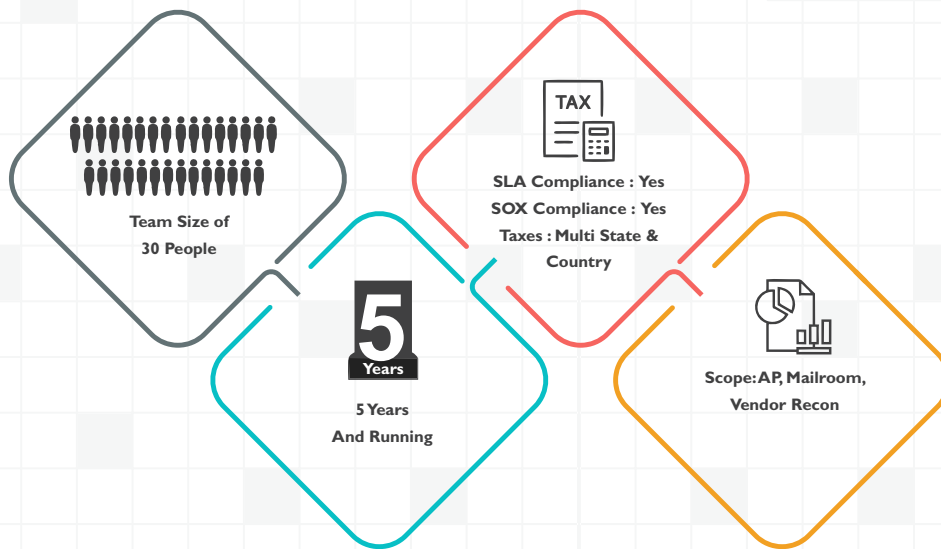 Team Size of
30 People
5
Years
5 Years
And Running
TAX
SLA Compliance : Yes
SOX Compliance : Yes
Taxes : Multi State &
Country
Scope: AP, Mailroom,
Vendor Recon